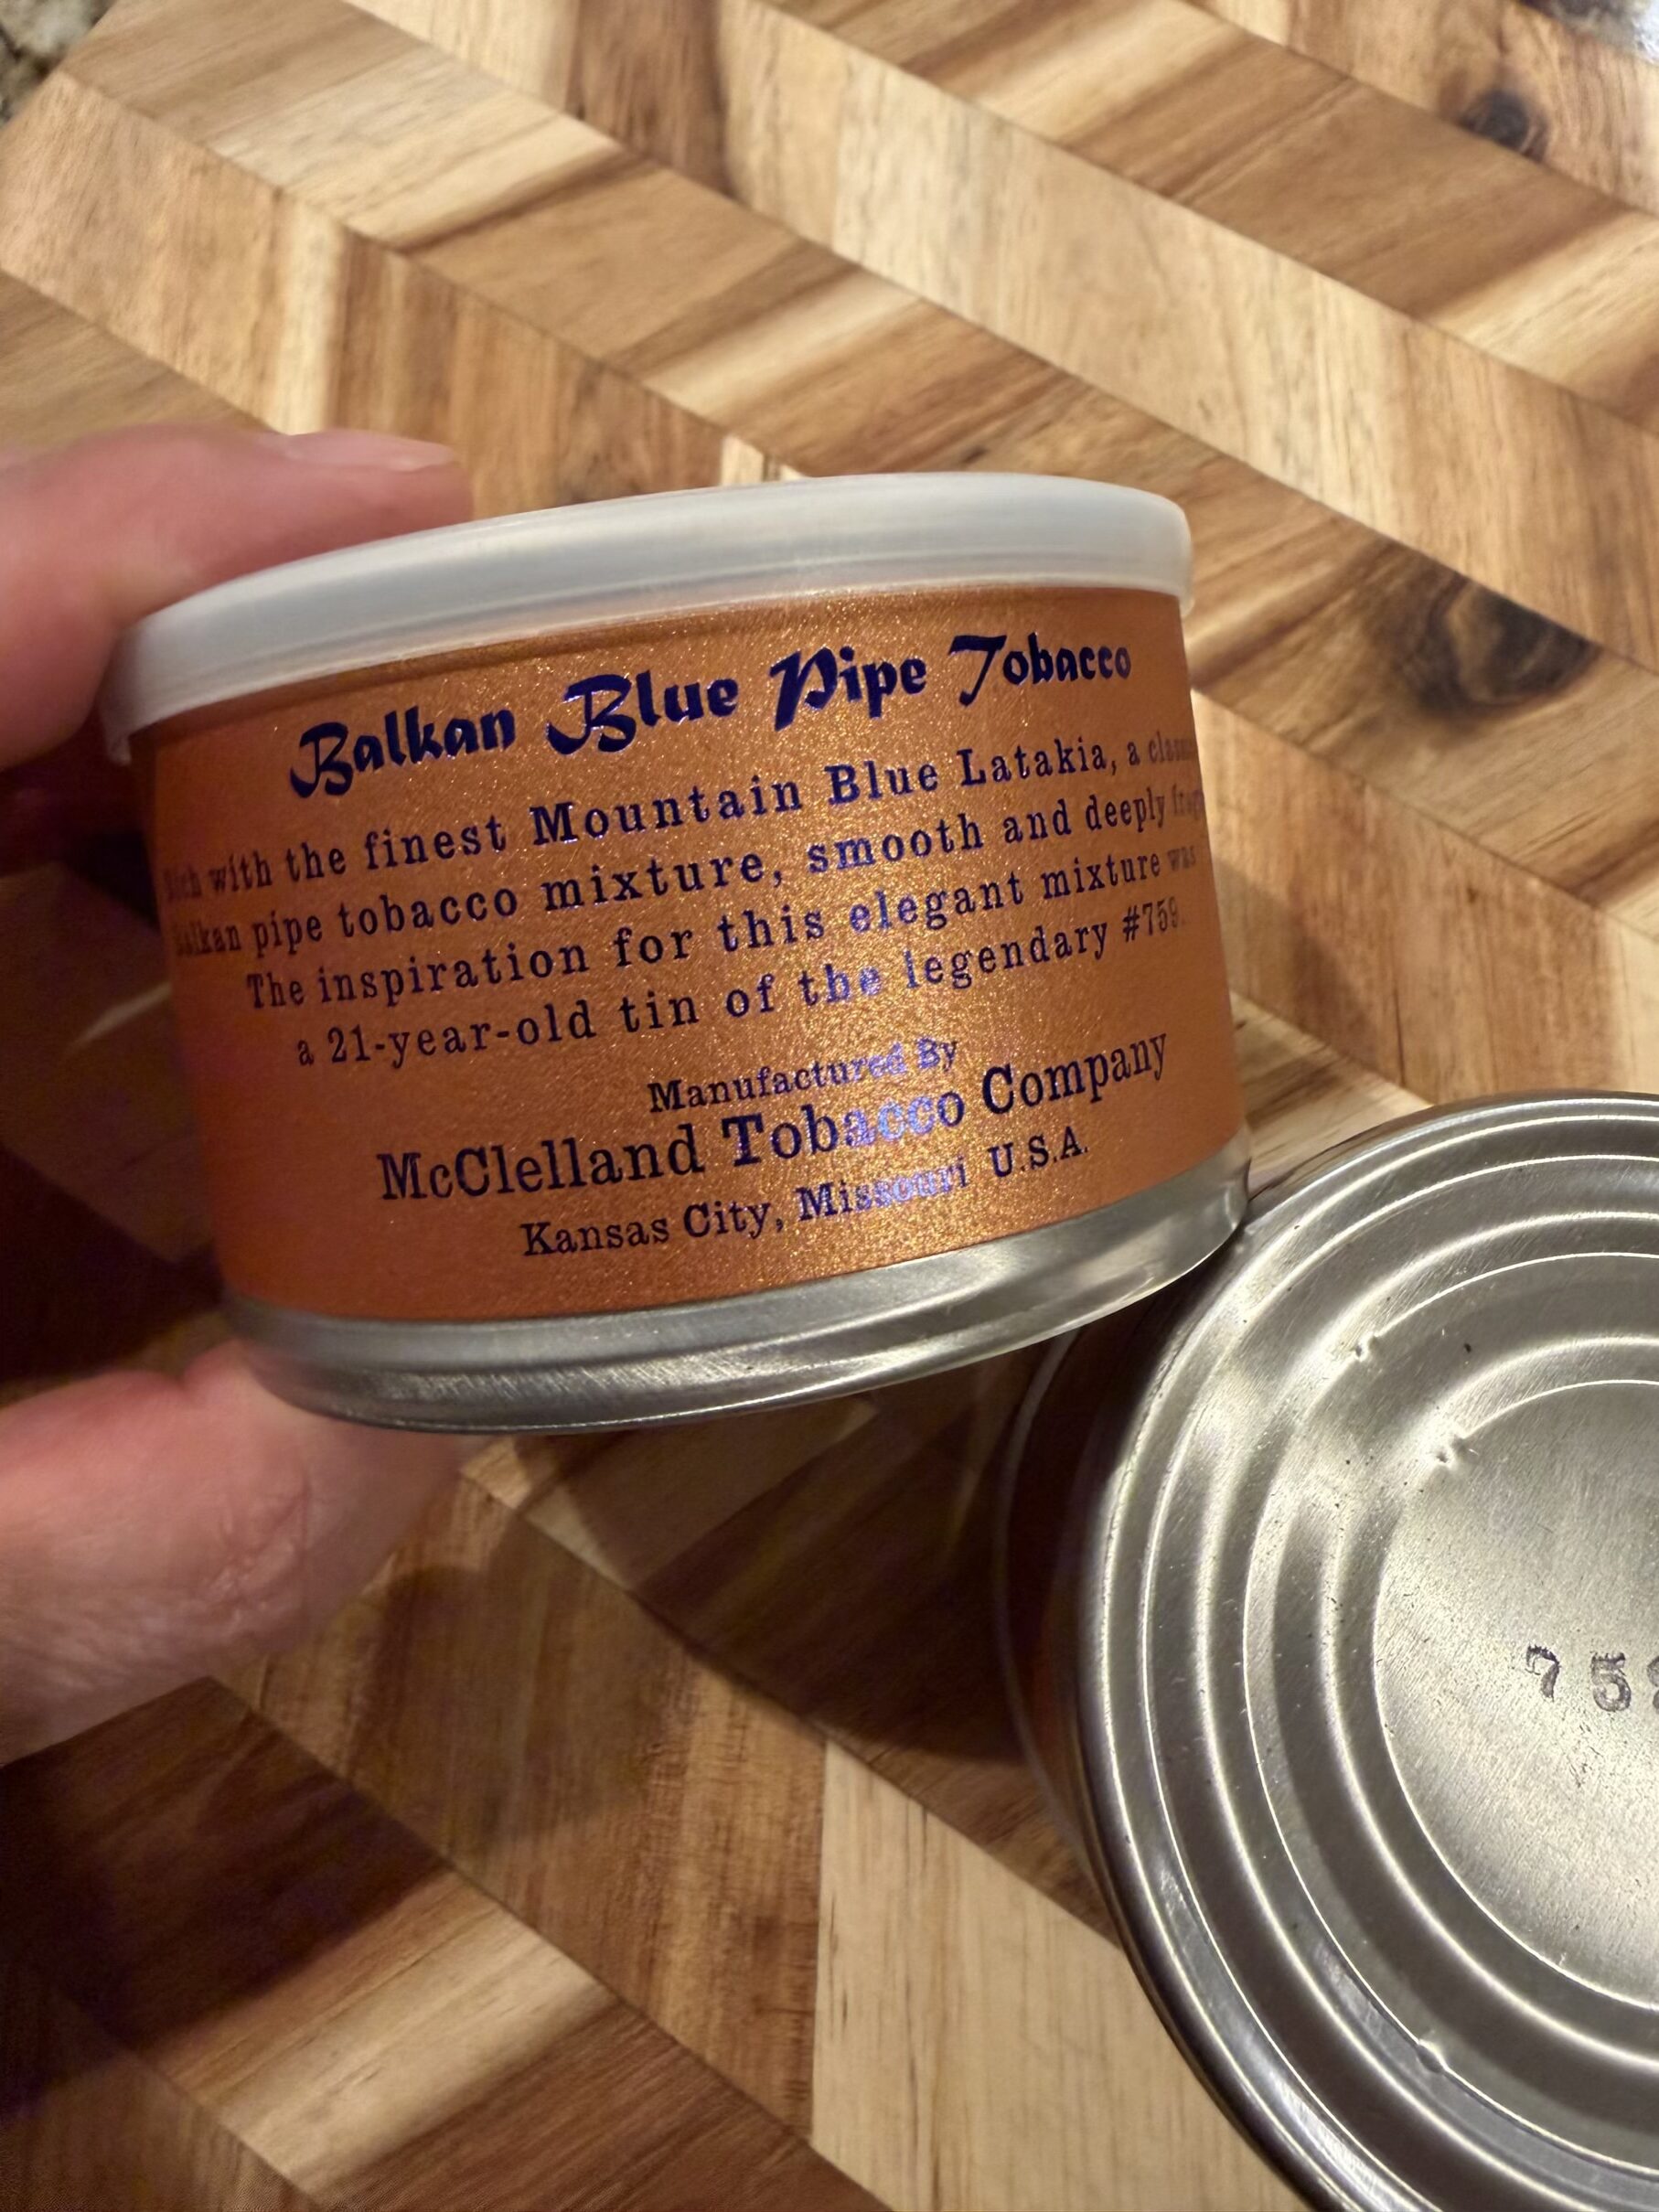 Balkan Blue Pipe Tobacco
Rich with the finest Mountain Blue Latakia, a
Balkan pipe tobacco mixture, smooth and deeply
The inspiration for this elegant mixture was
a 21-year-old tin of the legendary #759.
Manufactured By
McClelland Tobacco Company
Kansas City, Missouri U.S.A.
75